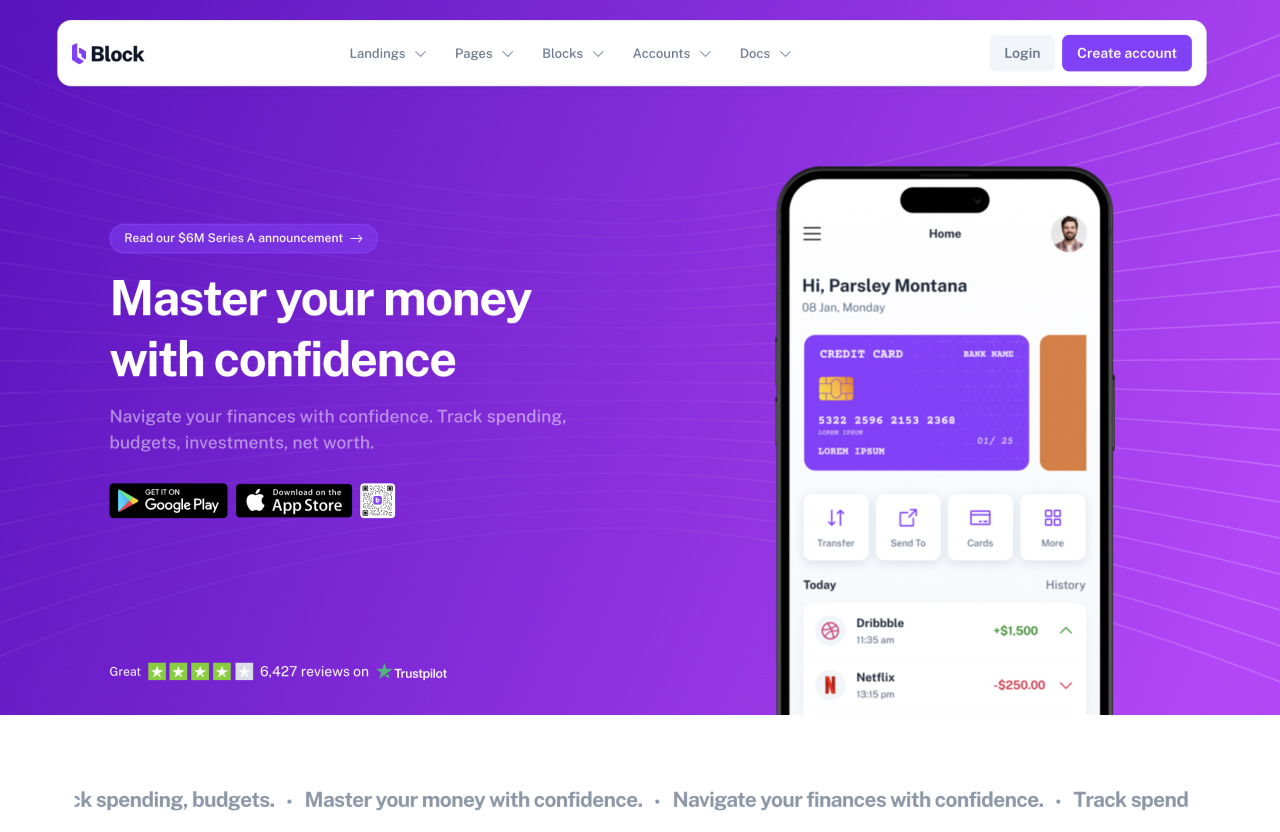 Block
Landings
Pages
Blocks
Accounts
Docs
Login
Create account
Read our $6M Series A announcement →
Master your money
with confidence
Navigate your finances with confidence. Track spending,
budgets, investments, net worth.
GET IT ON
Google Play
Download on the
App Store
Great
6,427 reviews on
Trustpilot
Home
Hi, Parsley Montana
08 Jan, Monday
CREDIT CARD
BANK NAME
5322 2596 2153 2368
LOREM IPSUM
01/ 25
LOREM IPSUM
Transfer
Send To
Cards
More
Today
History
Dribbble
11:35 am
+$1,500
Netflix
13:15 pm
-$250.00
ck spending, budgets. • Master your money with confidence. • Navigate your finances with confidence. • Track spend